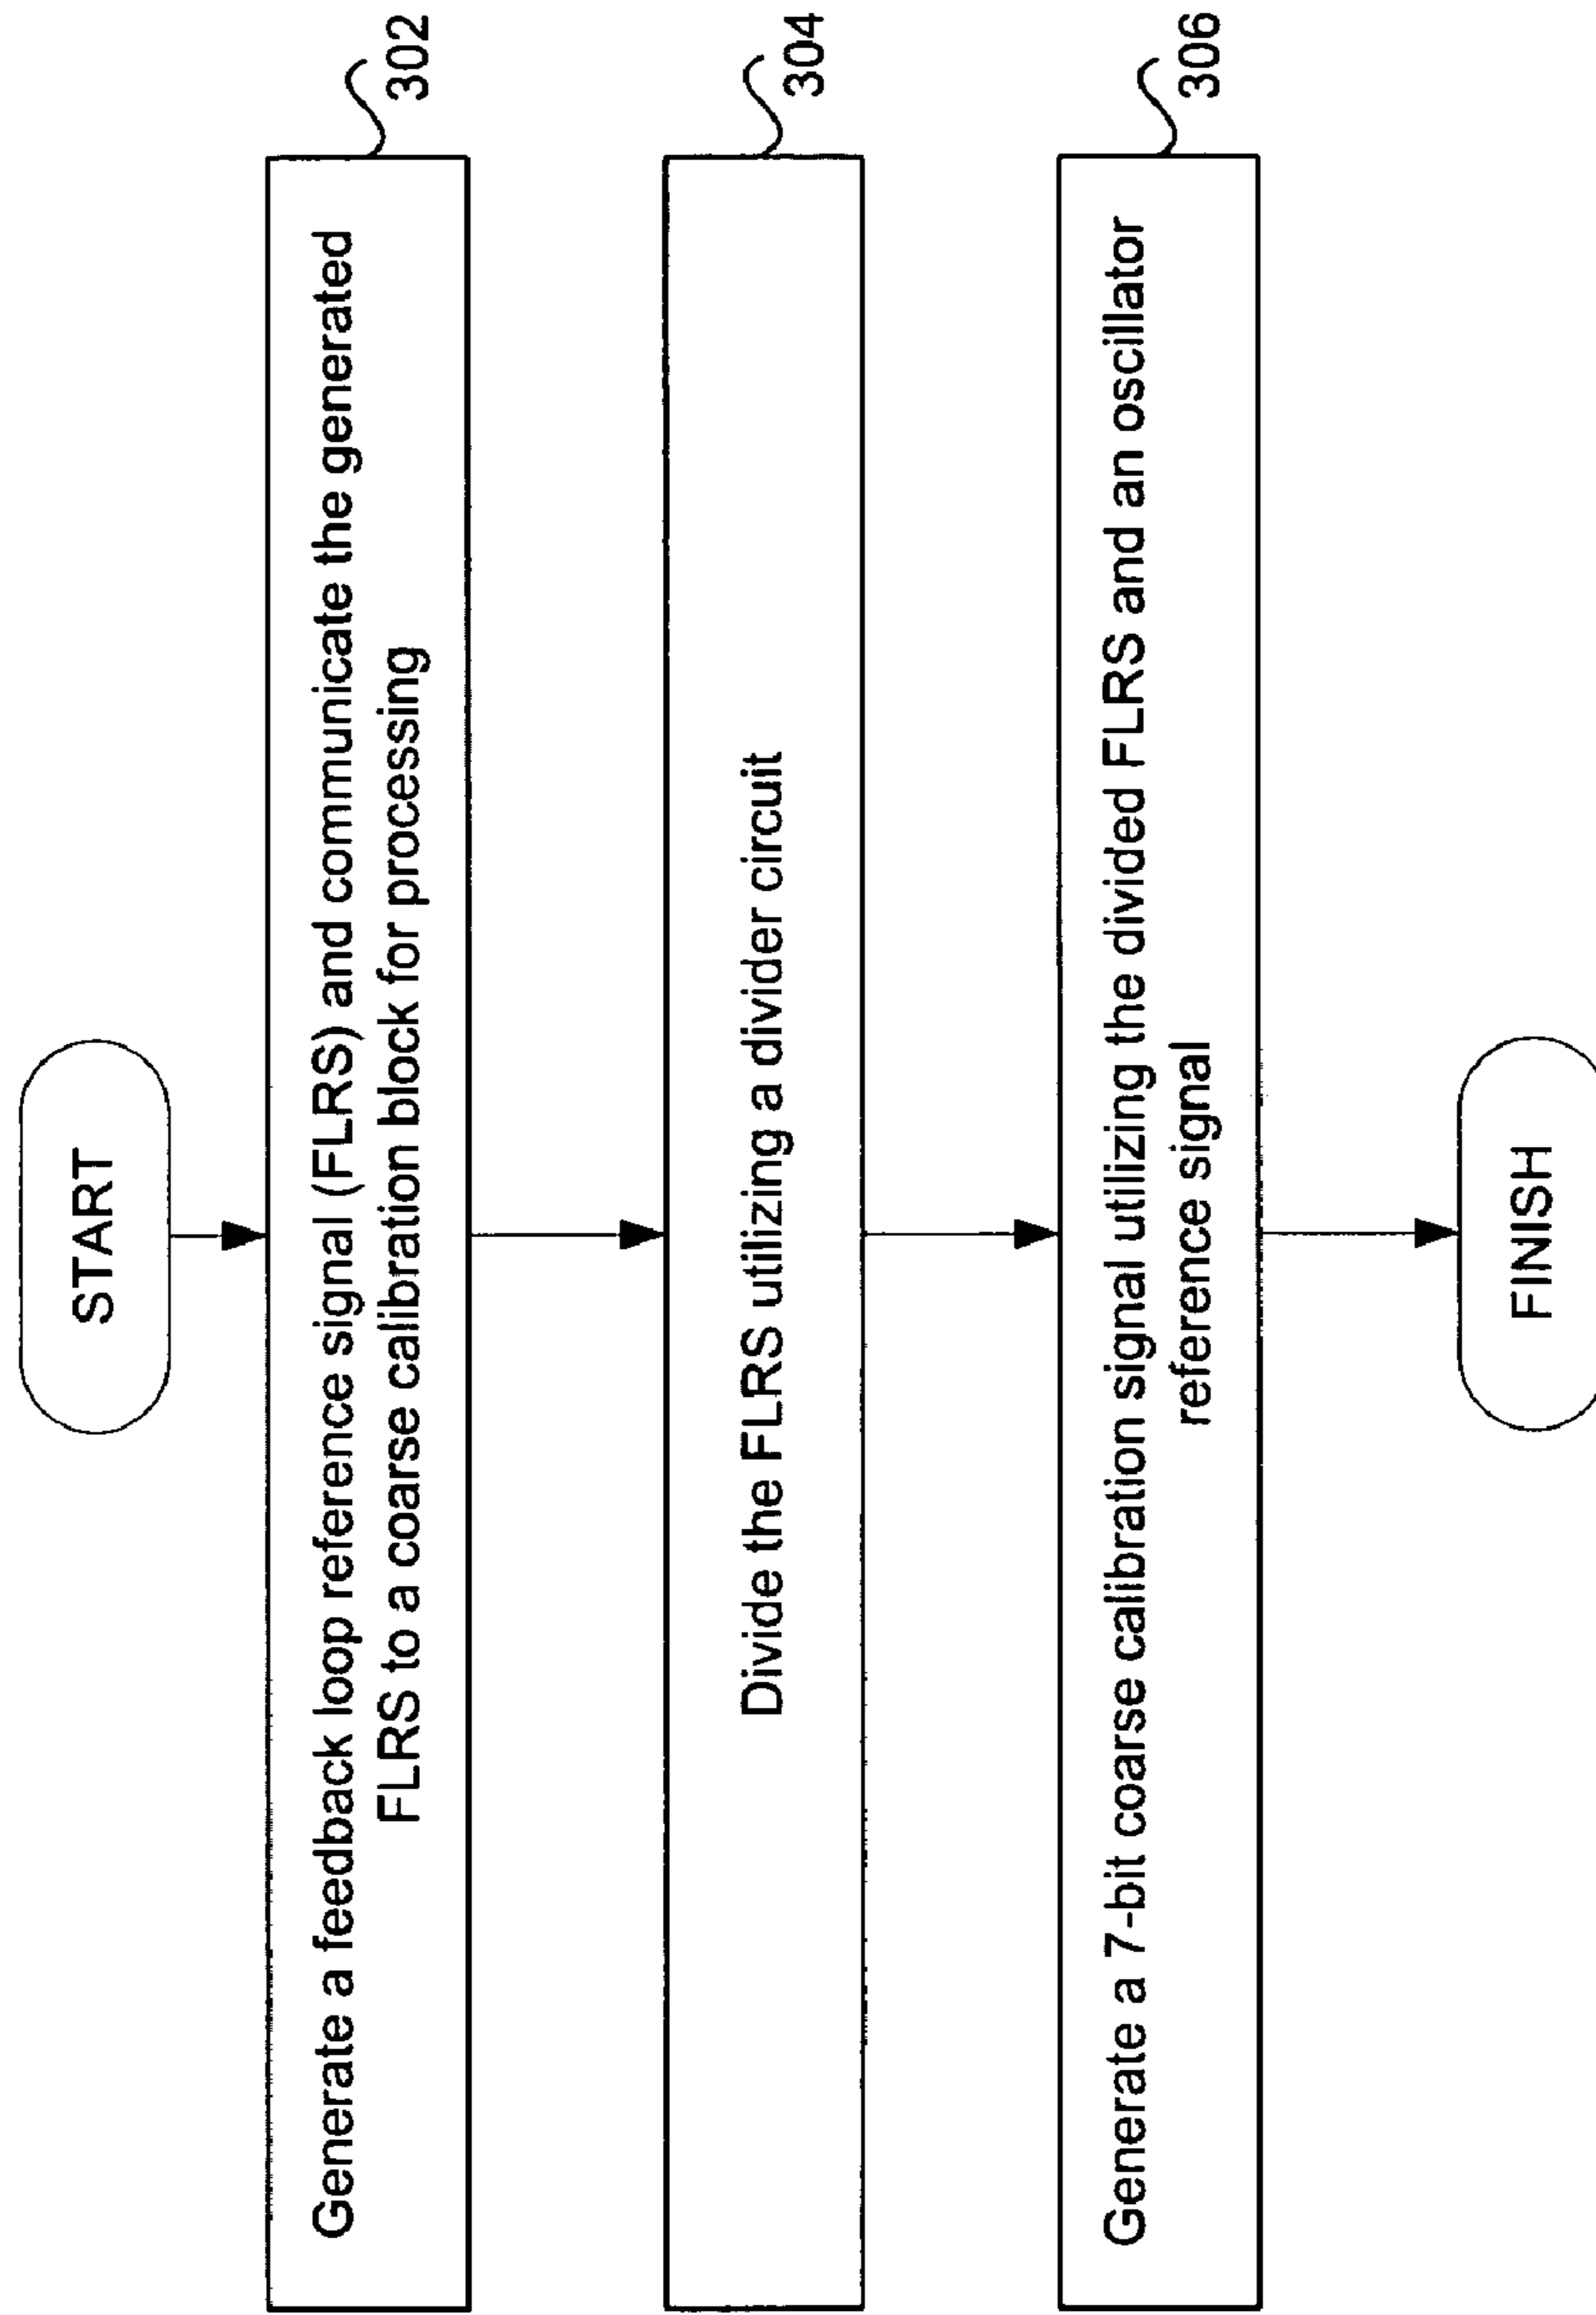 START
Generate a feedback loop reference signal (FLRS) and communicate the generated
FLRS to a coarse calibration block for processing
302
Divide the FLRS utilizing a divider circuit
304
Generate a 7-bit coarse calibration signal utilizing the divided FLRS and an oscillator
reference signal
306
FINISH